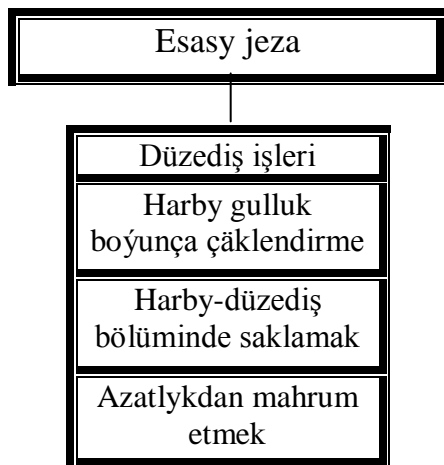 Esasy jeza
Düzediş işleri
Harby gulluk
boýunça çäklendirme
Harby-düzediş
bölüminde saklamak
Azatlykdan mahrum
etmek